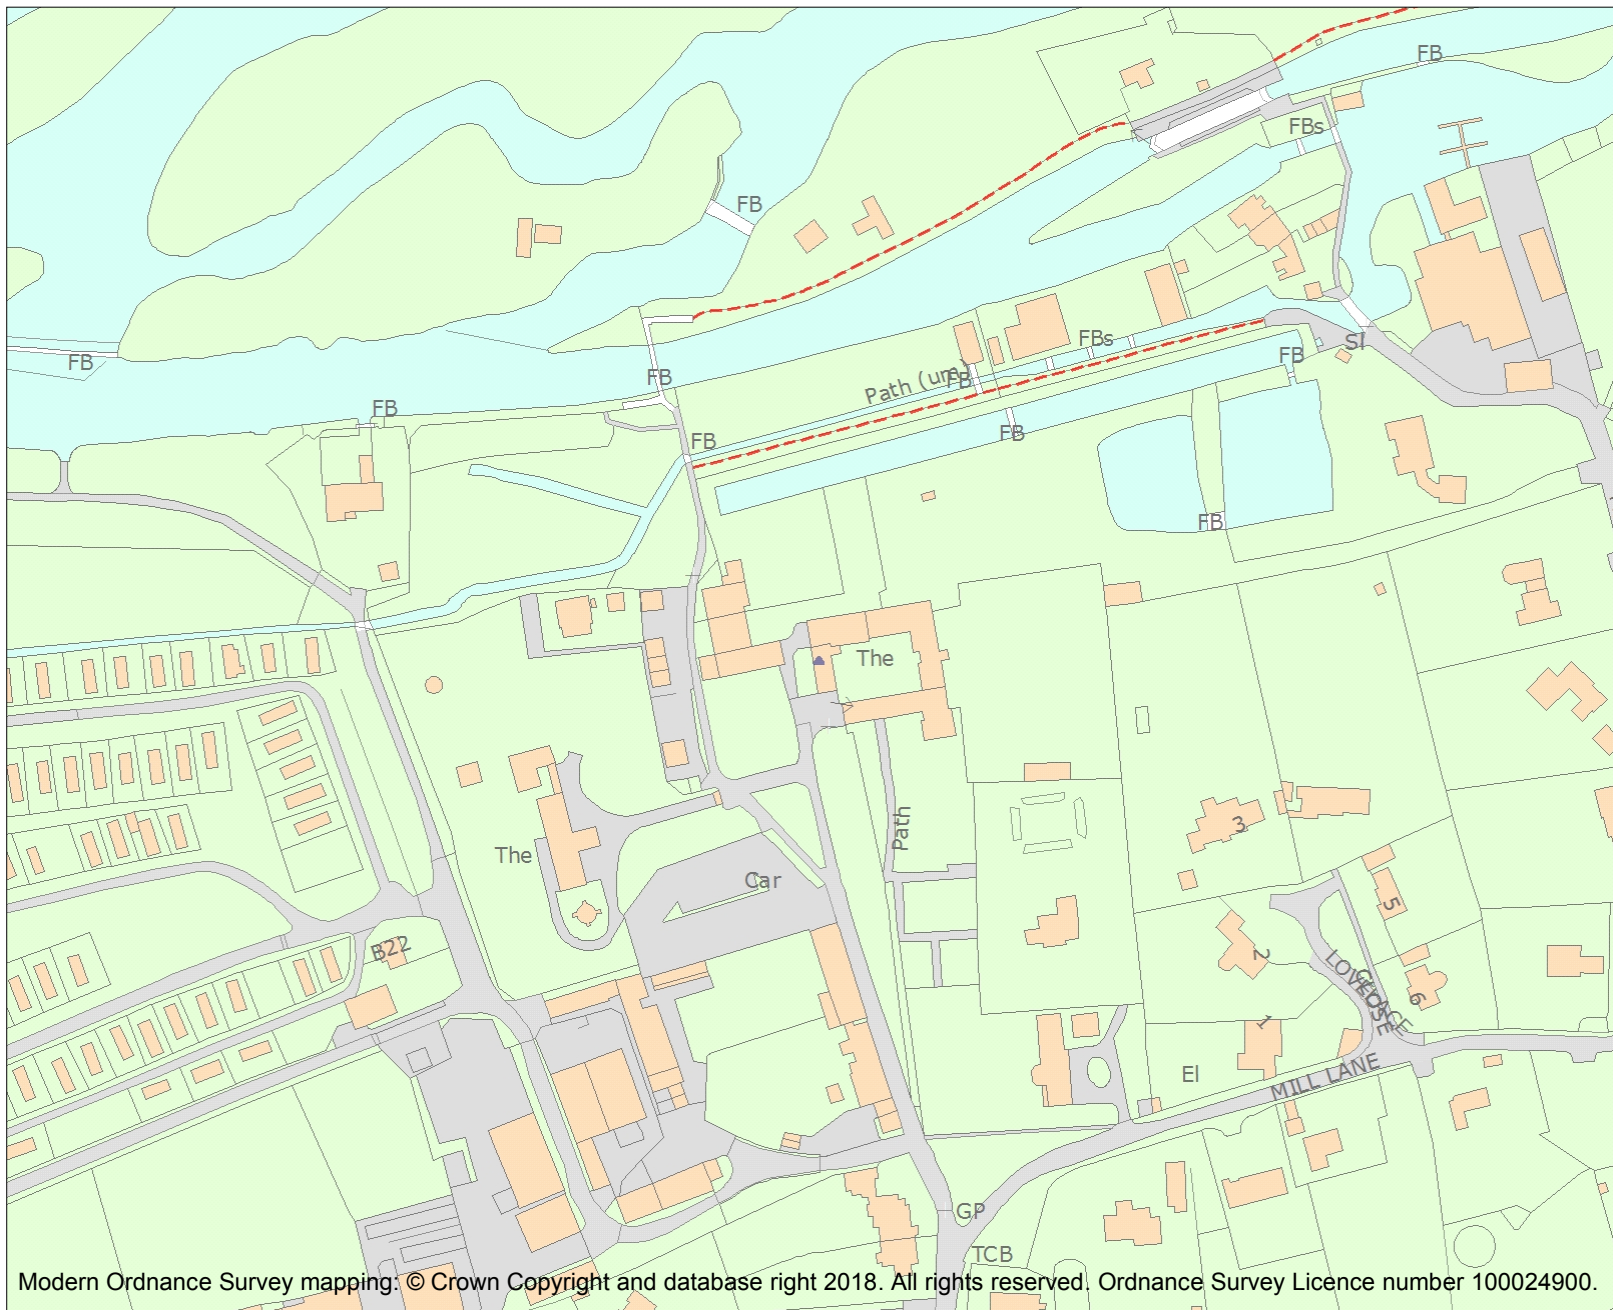 FB
FBs
FB
FB
Sl
FBs
FB
FB
FB
Path (um)
FB
FB
FB
FB
FB
The
Path
3
The
Car
5
B22
2
LOVELACE
CLOSE
6
1
El
MILL LANE
GP
TCB
Modern Ordnance Survey mapping: © Crown Copyright and database right 2018. All rights reserved. Ordnance Survey Licence number 100024900.